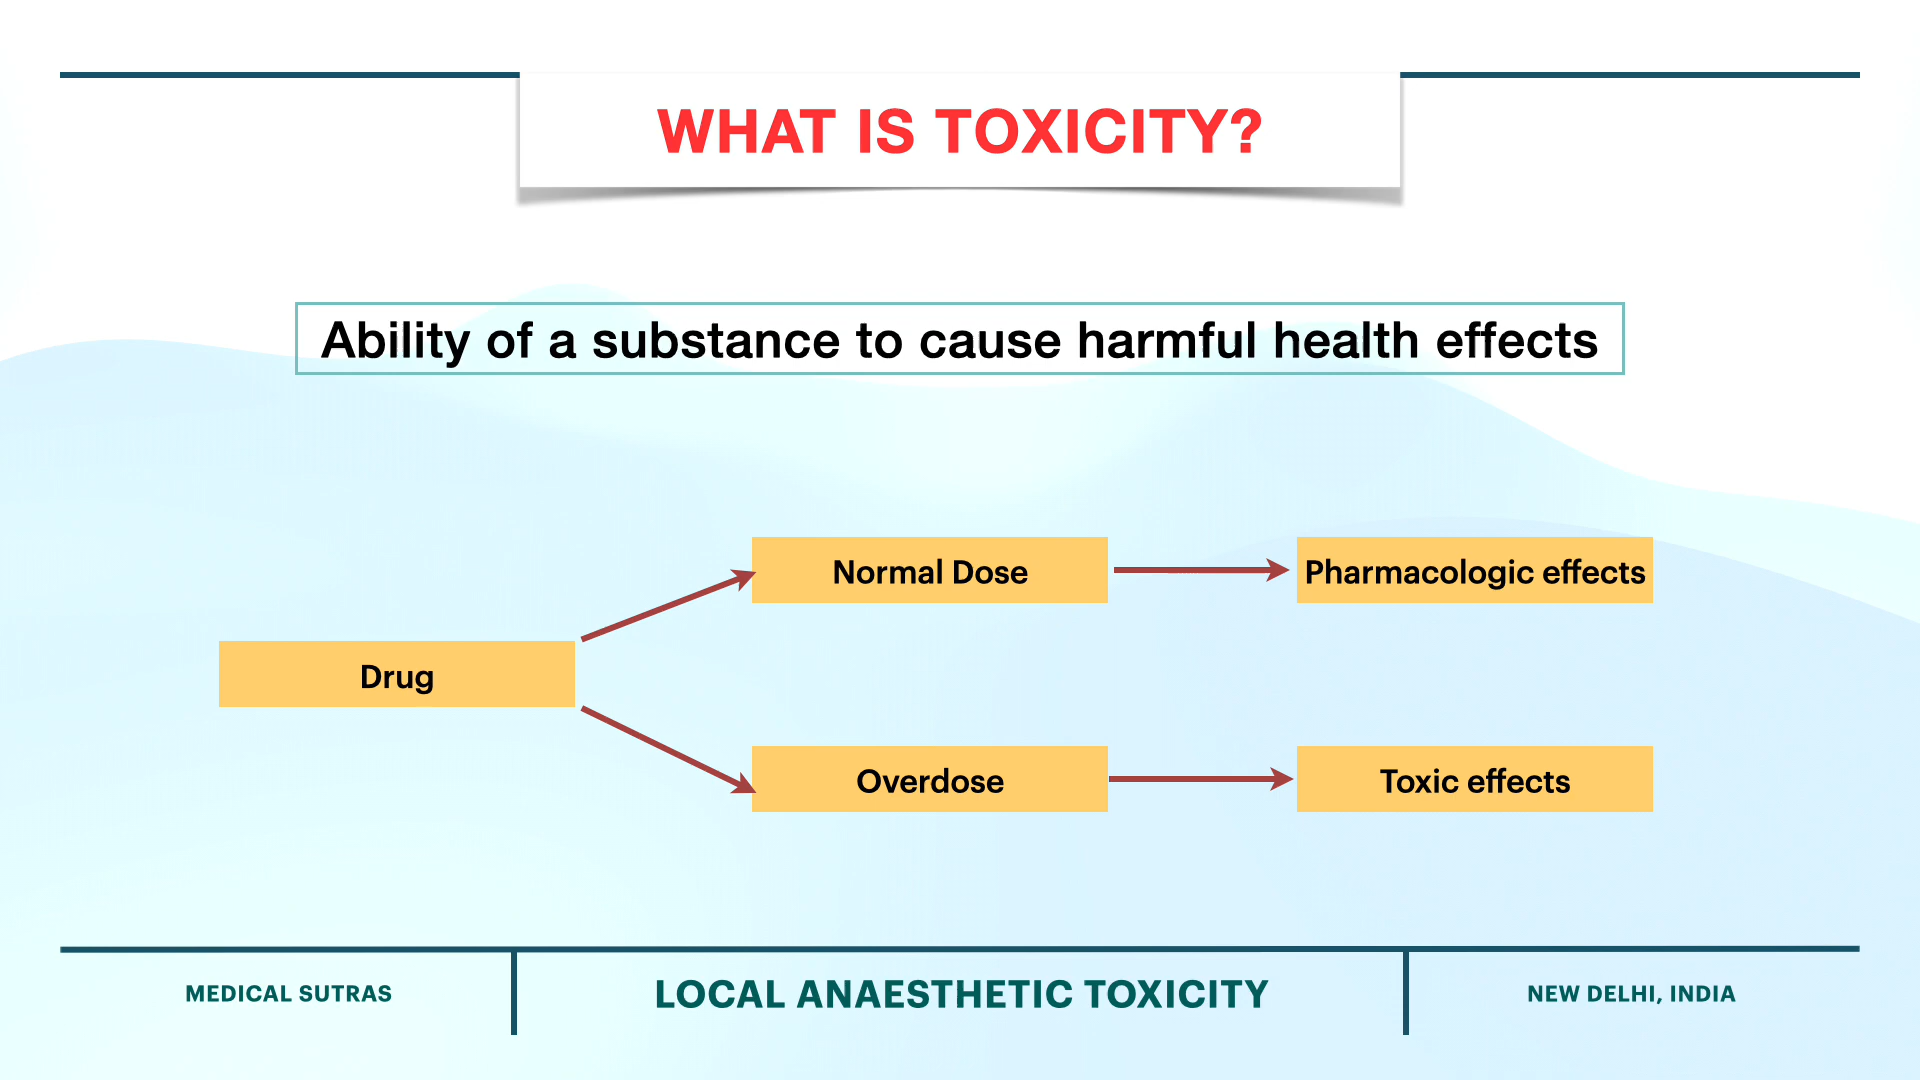 WHAT IS TOXICITY?
Ability of a substance to cause harmful health effects
Normal Dose
Pharmacologic effects
Drug
Overdose
Toxic effects
MEDICAL SUTRAS
LOCAL ANAESTHETIC TOXICITY
NEW DELHI, INDIA